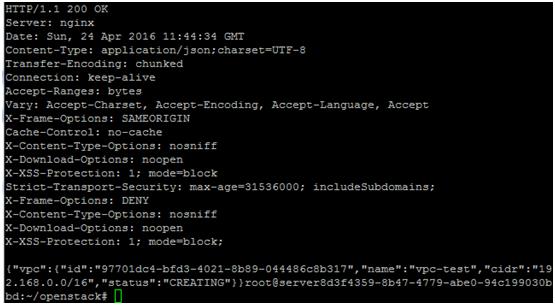 HTTP/1.1 200 OK
Server: nginx
Date: Sun, 24 Apr 2016 11:44:34 GMT
Content-Type: application/json;charset=UTF-8
Transfer-Encoding: chunked
Connection: keep-alive
Accept-Ranges: bytes
Vary: Accept-Charset, Accept-Encoding, Accept-Language, Accept
X-Frame-Options: SAMEORIGIN
Cache-Control: no-cache
X-Content-Type-Options: nosniff
X-Download-Options: noopen
X-XSS-Protection: 1; mode=block
Strict-Transport-Security: max-age=31536000; includeSubdomains;
X-Frame-Options: DENY
X-Content-Type-Options: nosniff
X-Download-Options: noopen
X-XSS-Protection: 1; mode=block;
{"vpc":{"id":"97701dc4-bfd3-4021-8b89-044486c8b317","name":"vpc-test","cidr":"19
2.168.0.0/16","status":"CREATING"}}root@server8d3f4359-8b47-4779-abe0-94c199030b
bd:~/openstack#